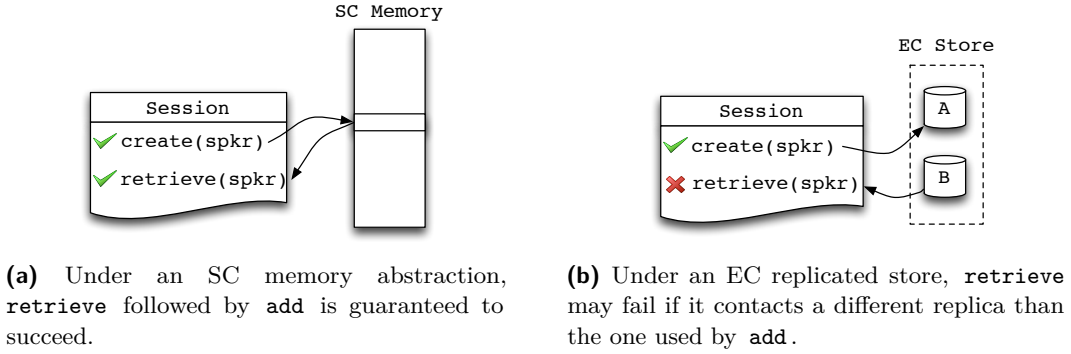 SC Memory
Session
create(spkr)
retrieve(spkr)
(a) Under an SC memory abstraction,
retrieve followed by add is guaranteed to
succeed.
EC Store
Session
A
create(spkr)
retrieve(spkr)
B
(b) Under an EC replicated store, retrieve
may fail if it contacts a different replica than
the one used by add.